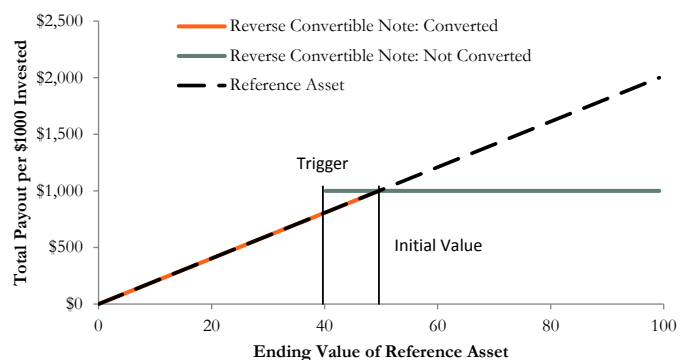 Total Payout per $1000 Invested
$2,500
$2,000
$1,500
$1,000
$500
$0
Reverse Convertible Note: Converted
Reverse Convertible Note: Not Converted
Reference Asset
Trigger
Initial Value
0 20 40 60 80 100
Ending Value of Reference Asset